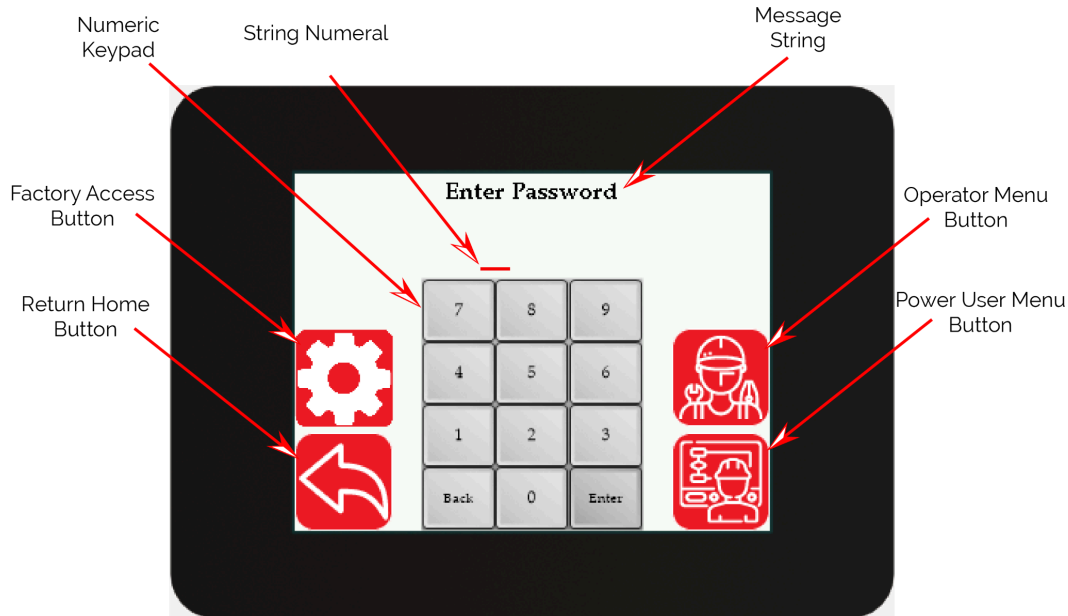 Numeric
Keypad
String Numeral
Message
String
Factory Access
Button
Enter Password
Operator Menu
Button
Return Home
Button
Power User Menu
Button
7 8 9
4 5 6
1 2 3
Back 0 Enter